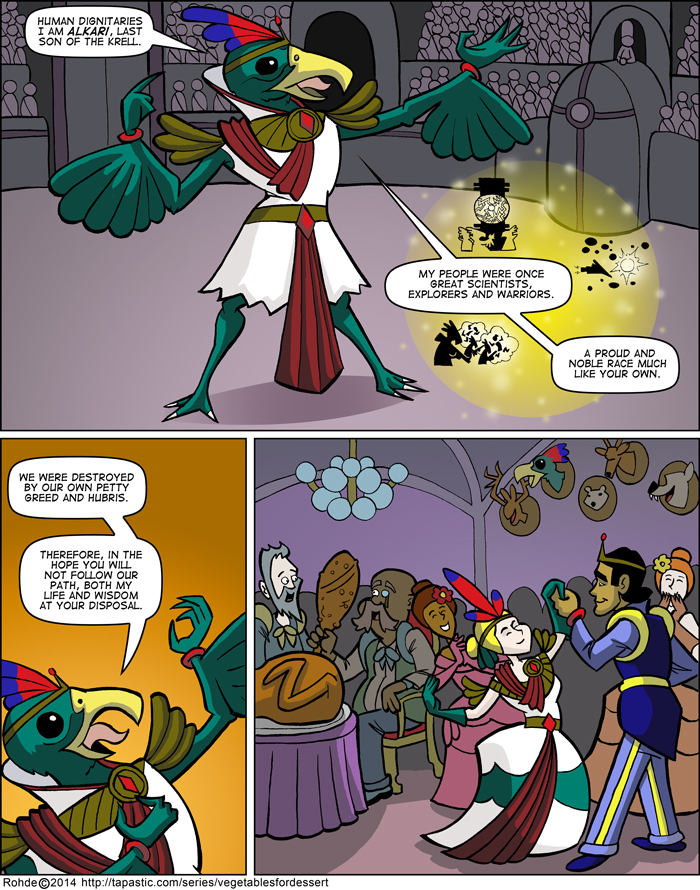 HUMAN DIGNITARIES
I AM ALKARI, LAST
SON OF THE KRELL.
MY PEOPLE WERE ONCE
GREAT SCIENTISTS,
EXPLORERS AND WARRIORS.
A PROUD AND
NOBLE RACE MUCH
LIKE YOUR OWN.
WE WERE DESTROYED
BY OUR OWN PETTY
GREED AND HUBRIS.
THEREFORE, IN THE
HOPE YOU WILL
NOT FOLLOW OUR
PATH, BOTH MY
LIFE AND WISDOM
AT YOUR DISPOSAL.
Rohde©2014 http://tapastic.com/series/vegetablesfordessert